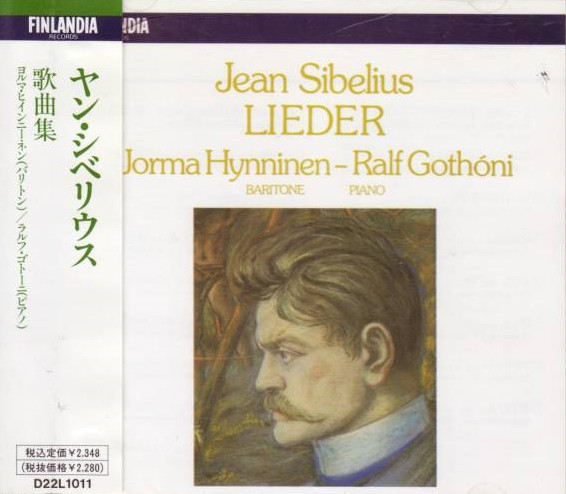 FINLANDIA
RECORDS
ヤン・シベリウス
歌曲集
ヨルマ・ヒインニーネン(バリトン)/ラルフ・ゴトーニ(ピアノ)
税込定価¥2.348
(税抜価格¥2.280)
D22L1011
DIA
Jean Sibelius
LIEDER
Jorma Hynninen – Ralf Gothóni
BARITONE PIANO